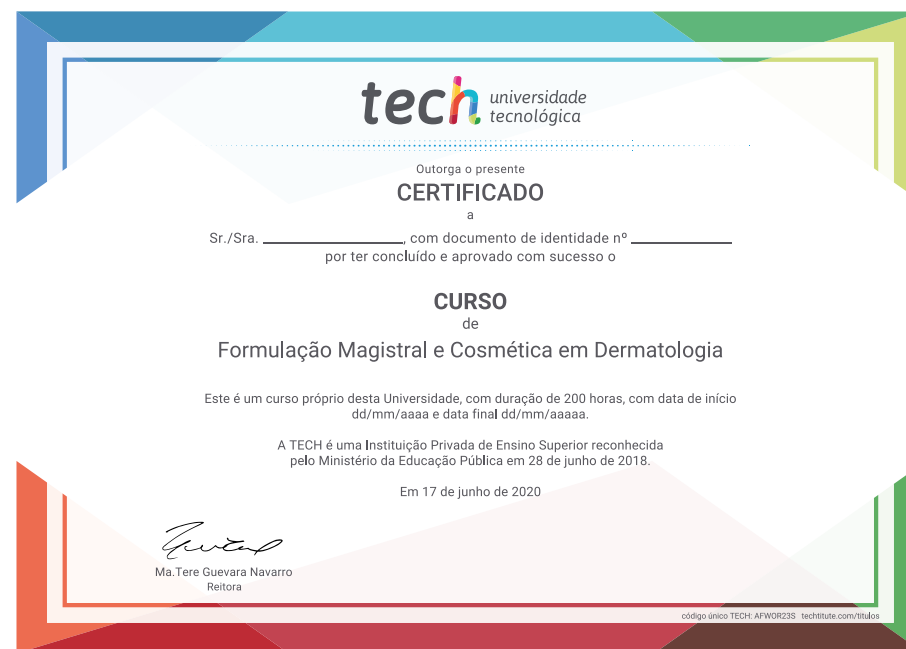 tech universidade
tecnológica
Outorga o presente
CERTIFICADO
a
Sr./Sra. ________________, com documento de identidade nº ____________
por ter concluído e aprovado com sucesso o
CURSO
de
Formulação Magistral e Cosmética em Dermatologia
Este é um curso próprio desta Universidade, com duração de 200 horas, com data de início
dd/mm/aaaa e data final dd/mm/aaaaa.
A TECH é uma Instituição Privada de Ensino Superior reconhecida
pelo Ministério da Educação Pública em 28 de junho de 2018.
Em 17 de junho de 2020
Ma.Tere Guevara Navarro
Reitora
código único TECH: AFWOR23S techtitute.com/titulos